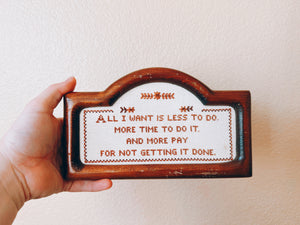 All I want is less to do.
more time to do it.
and more pay
for not getting it done.